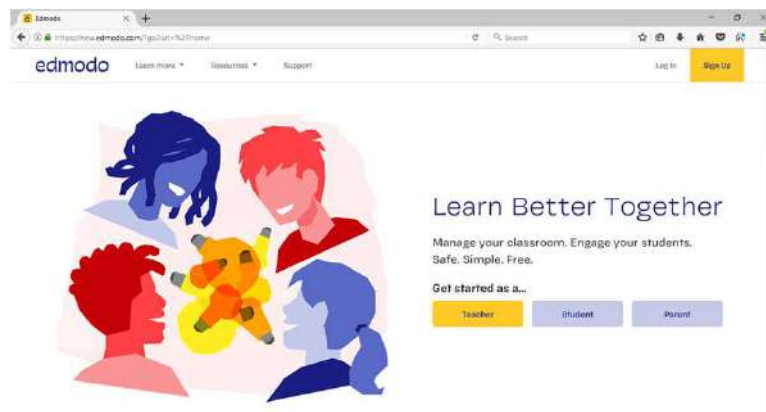 Edmodo
Search
edmodo
Learn more
Resources
Support
Log In
Sign Up
Learn Better Together
Manage your classroom. Engage your students.
Safe. Simple. Free.
Get started as a...
Teacher
Student
Parent